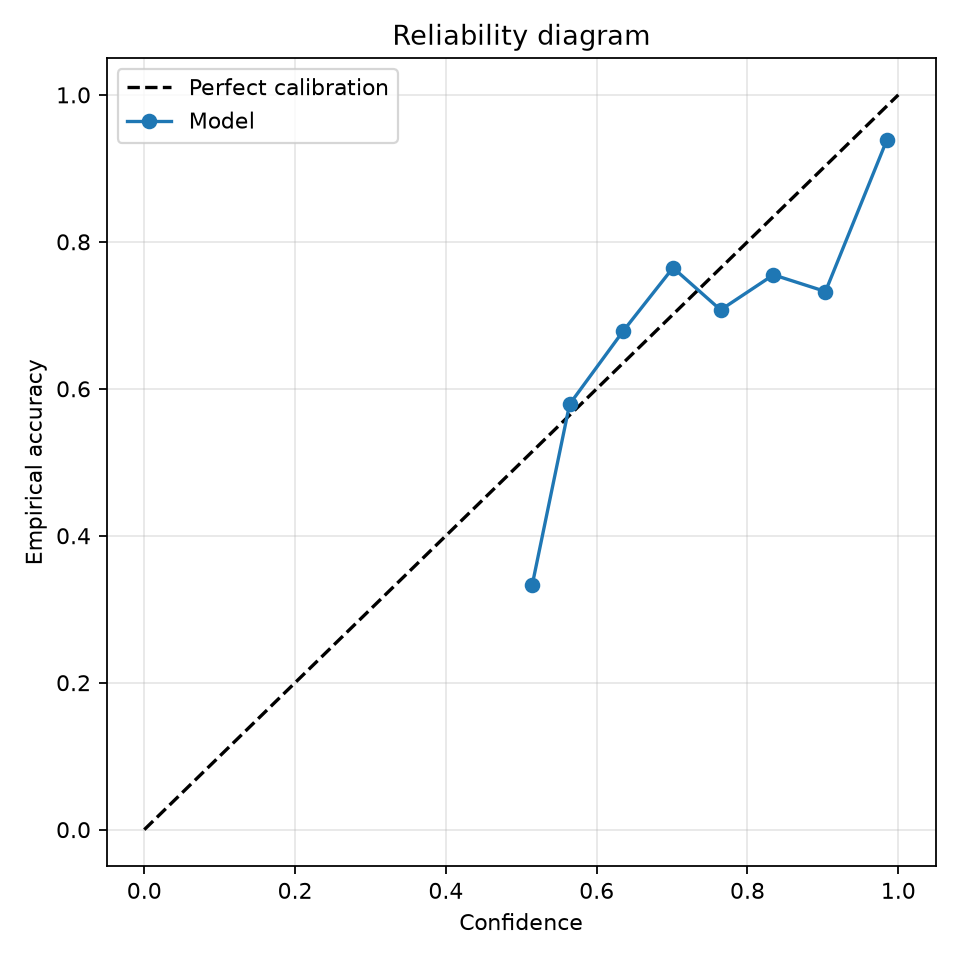 Reliability diagram
Perfect calibration
Model
1.0
0.8
0.6
0.4
0.2
0.0
Empirical accuracy
0.0 0.2 0.4 0.6 0.8 1.0
Confidence